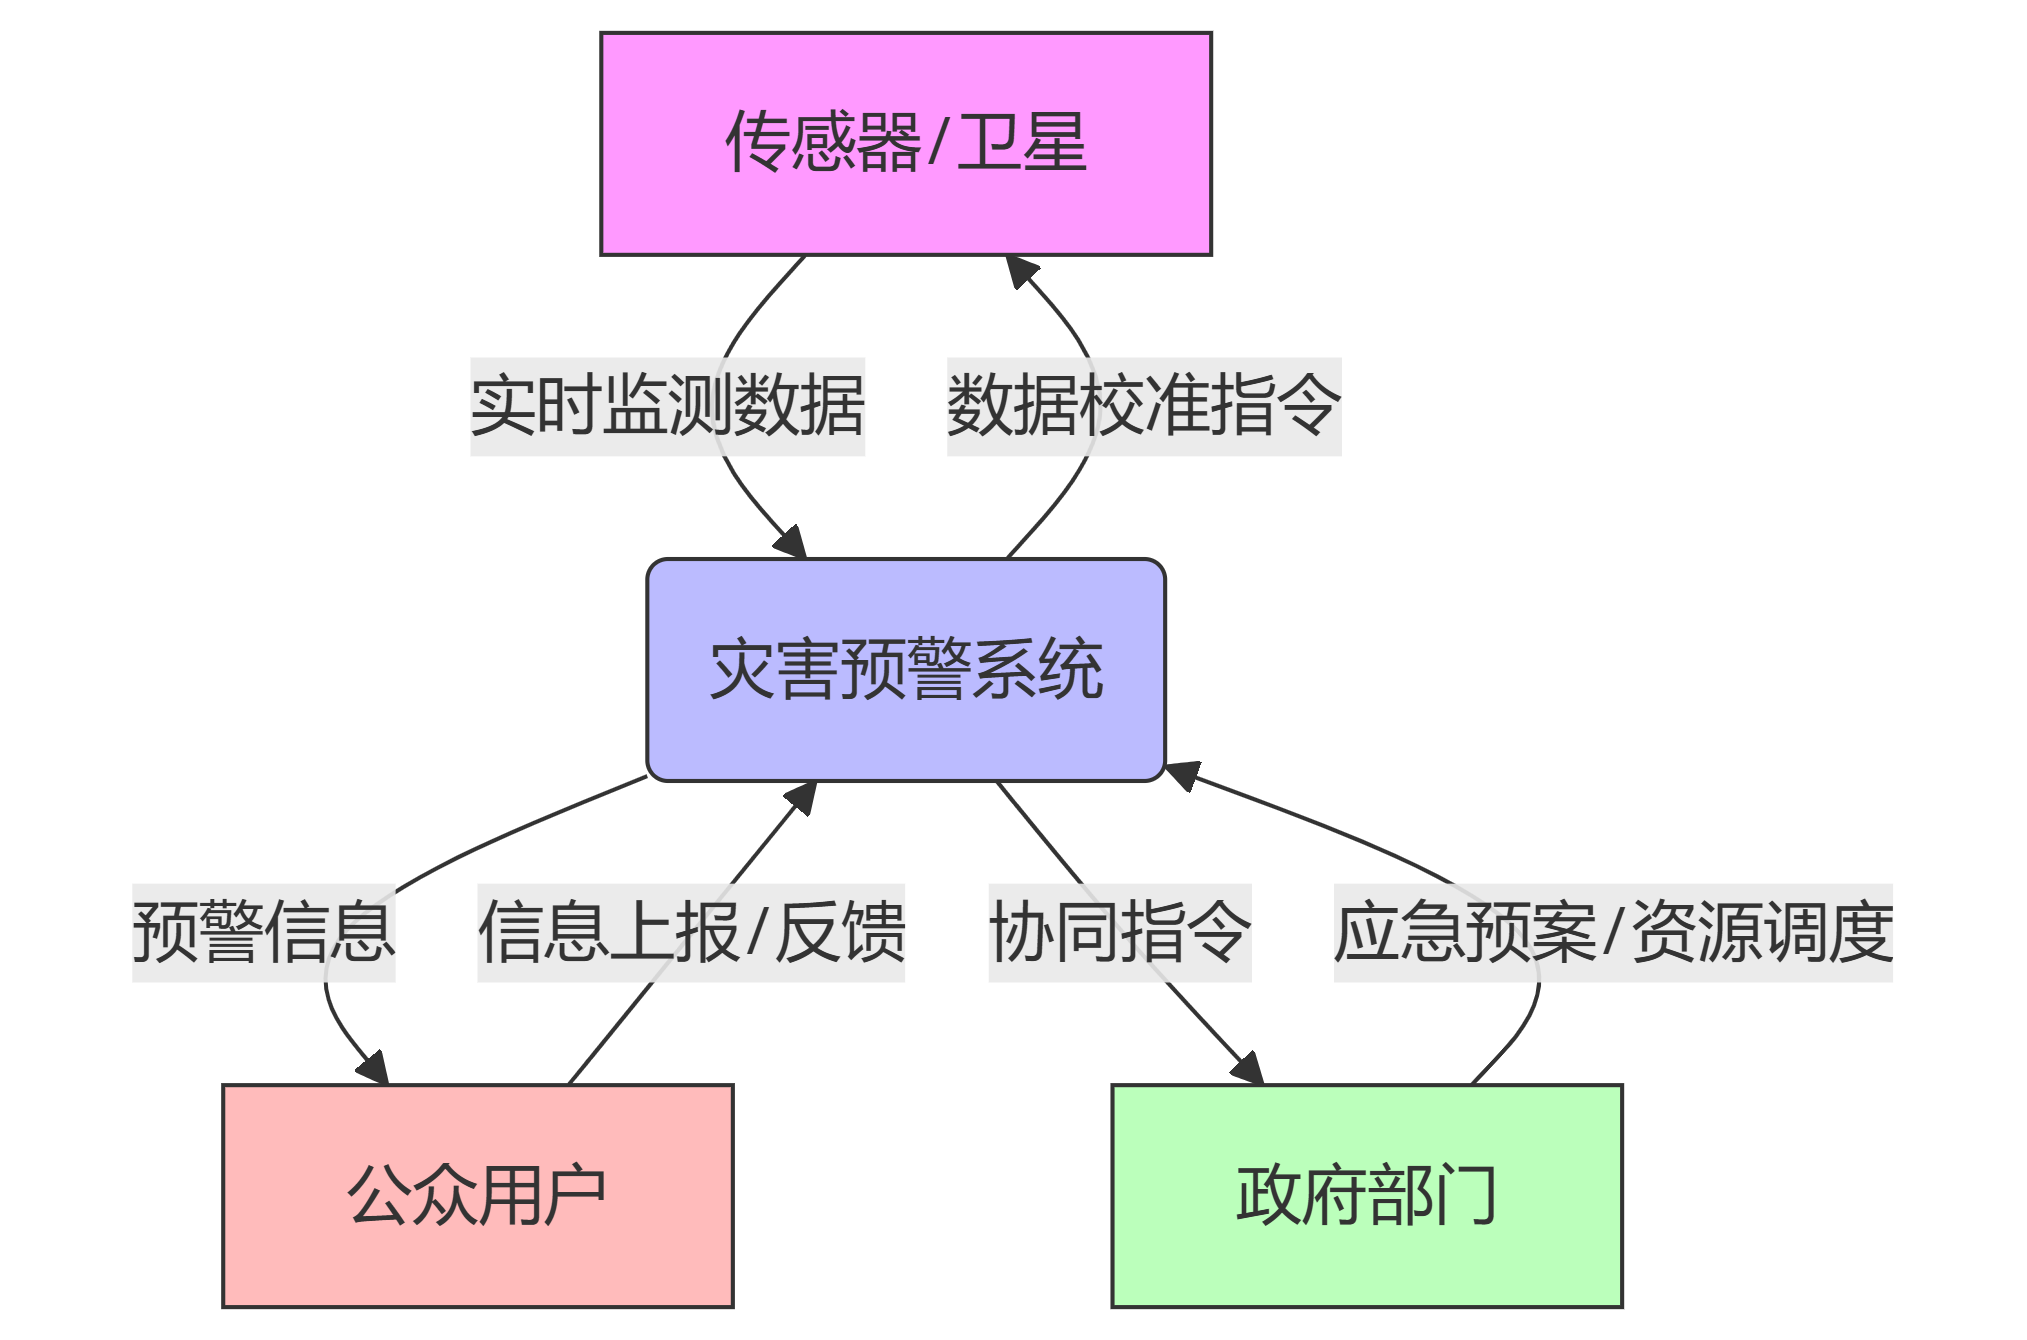 传感器/卫星
实时监测数据
数据校准指令
灾害预警系统
预警信息
信息上报/反馈
协同指令
应急预案/资源调度
公众用户
政府部门